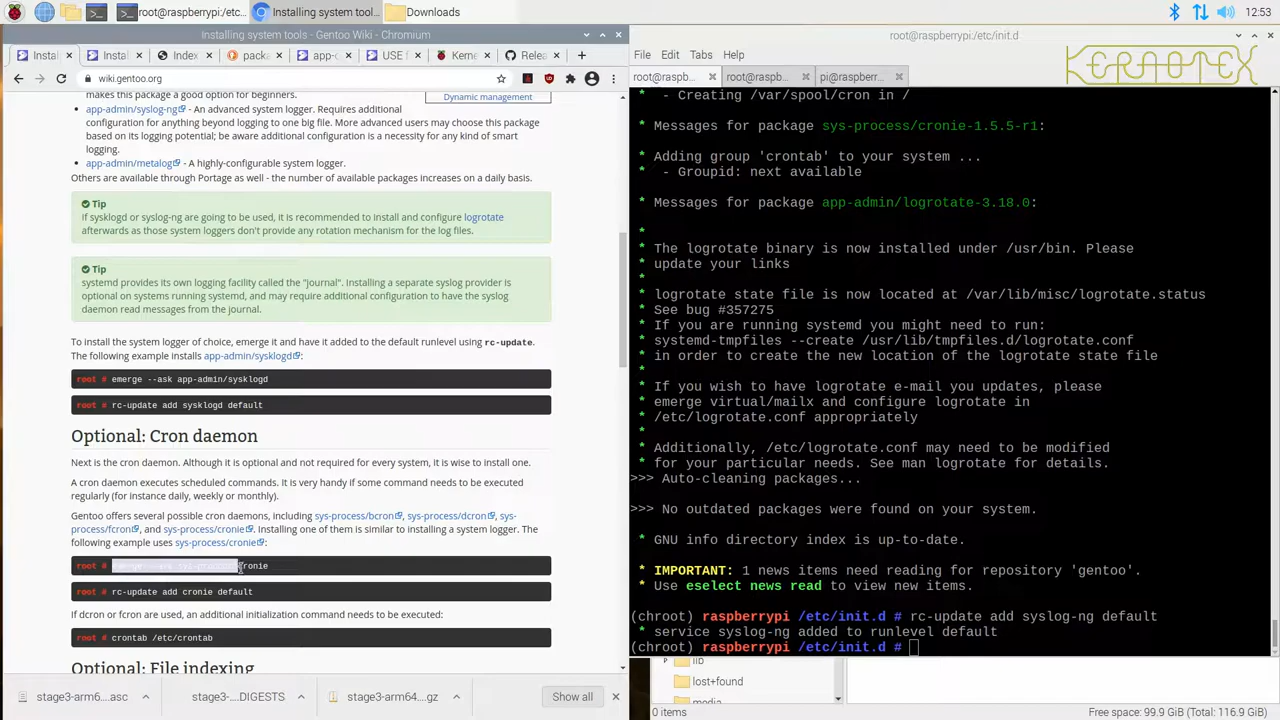 root@raspberrypi:/etc...
Installing system tool...
Downloads
12:53
Installing system tools - Gentoo Wiki - Chromium
root@raspberrypi:/etc/init.d
Instal
Instal
Index
packa
app-a
USE f
Kerne
Relea
wiki.gentoo.org
File Edit Tabs Help
root@raspb...
root@raspb...
pi@raspberr...
KERNOTEX
makes this package a good option for beginners.
Dynamic management
app-admin/syslog-ng - An advanced system logger. Requires additional
configuration for anything beyond logging to one big file. More advanced
users may choose this package
based on its logging potential; be aware additional configuration is a necessity for any kind of smart
logging.
app-admin/metalog - A highly-configurable system logger.
Others are available through Portage as well - the number of available packages increases on a daily basis.
Tip
If sysklogd or syslog-ng are going to be used, it is recommended to install and configure logrotate
afterwards as those system loggers don't provide any rotation mechanism for the log files.
Tip
systemd provides its own logging facility called the "journal". Installing a separate syslog provider is
optional on systems running systemd, and may require additional configuration to have the syslog
daemon read messages from the journal.
To install the system logger of choice, emerge it and have it added to the default runlevel using rc-update.
The following example installs app-admin/sysklogd:
root # emerge --ask app-admin/sysklogd
root # rc-update add sysklogd default
Optional: Cron daemon
Next is the cron daemon. Although it is optional and not required for every system, it is wise to install one.
A cron daemon executes scheduled commands. It is very handy if some command needs to be executed
regularly (for instance daily, weekly or monthly).
Gentoo offers several possible cron daemons, including sys-process/bcron, sys-process/dcron, sys-
process/fcron, and sys-process/cronie. Installing one of them is similar to installing a system logger. The
following example uses sys-process/cronie:
root # emerge --ask sys-process/cronie
root # rc-update add cronie default
If dcron or fcron are used, an additional initialization command needs to be executed:
root # crontab /etc/crontab
Optional: File indexing
stage3-arm6....asc
stage3-....DIGESTS
stage3-arm64....gz
Show all
- Creating /var/spool/cron in /
* Messages for package sys-process/cronie-1.5.5-r1:
* Adding group 'crontab' to your system ...
* - Groupid: next available
* Messages for package app-admin/logrotate-3.18.0:
*
* The logrotate binary is now installed under /usr/bin. Please
* update your links
*
* logrotate state file is now located at /var/lib/misc/logrotate.status
* See bug #357275
* If you are running systemd you might need to run:
* systemd-tmpfiles --create /usr/lib/tmpfiles.d/logrotate.conf
* in order to create the new location of the logrotate state file
*
* If you wish to have logrotate e-mail you updates, please
* emerge virtual/mailx and configure logrotate in
* /etc/logrotate.conf appropriately
*
* Additionally, /etc/logrotate.conf may need to be modified
* for your particular needs. See man logrotate for details.
>>> Auto-cleaning packages...
>>> No outdated packages were found on your system.
* GNU info directory index is up-to-date.
* IMPORTANT: 1 news items need reading for repository 'gentoo'.
* Use eselect news read to view new items.
(chroot) raspberrypi /etc/init.d # rc-update add syslog-ng default
* service syslog-ng added to runlevel default
(chroot) raspberrypi /etc/init.d #
lib
lost+found
media
0 items
Free space: 99.9 GiB (Total: 116.9 GiB)